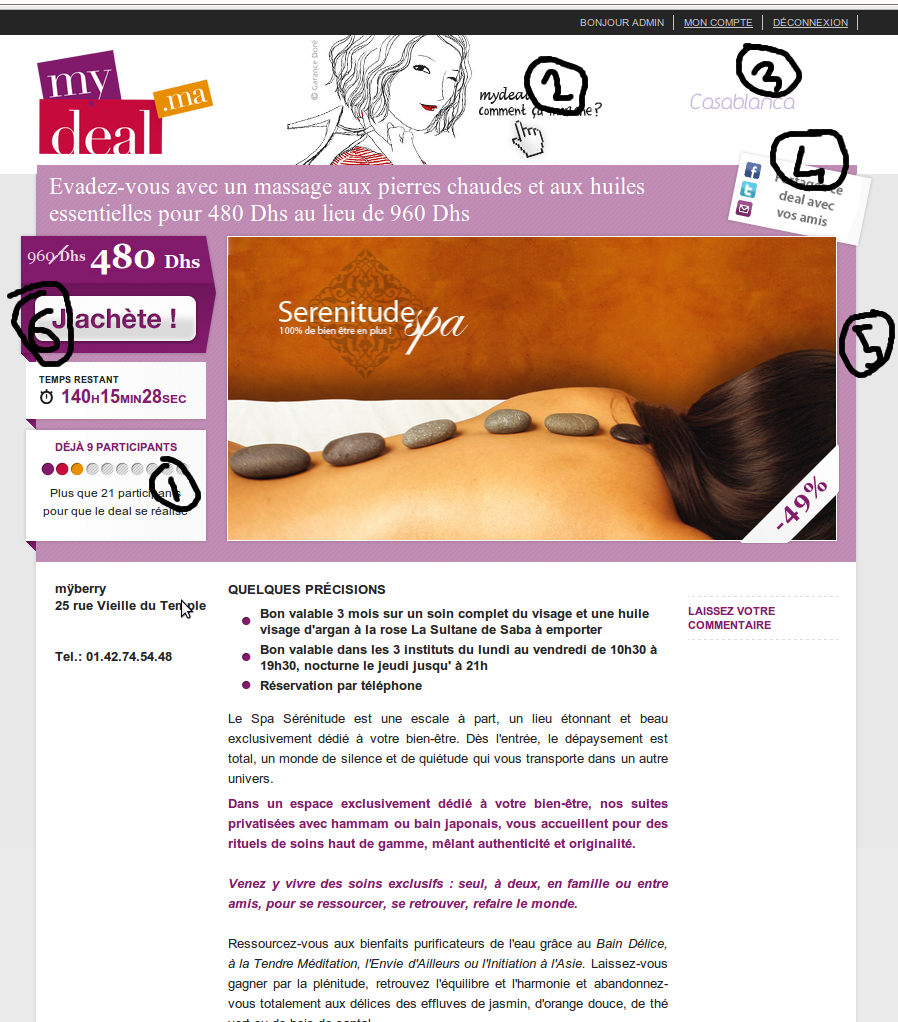 BONJOUR ADMIN MON COMPTE DÉCONNEXION
my
deal
.ma
© Garance Doré
2
3
Casablanca
comment ça marche ?
4
deal avec
vos amis
Evadez-vous avec un massage aux pierres chaudes et aux huiles
essentielles pour 480 Dhs au lieu de 960 Dhs
960 Dhs 480 Dhs
6
J'achète !
5
Serenitude spa
100% de bien être en plus !
TEMPS RESTANT
140H15MIN28SEC
DÉJÀ 9 PARTICIPANTS
1
Plus que 21 participants
pour que le deal se réalise
-49%
mÿberry
25 rue Vieille du Temple
Tel.: 01.42.74.54.48
QUELQUES PRÉCISIONS
Bon valable 3 mois sur un soin complet du visage et une huile
visage d'argan à la rose La Sultane de Saba à emporter
Bon valable dans les 3 instituts du lundi au vendredi de 10h30 à
19h30, nocturne le jeudi jusqu' à 21h
Réservation par téléphone
LAISSEZ VOTRE
COMMENTAIRE
Le Spa Sérénitude est une escale à part, un lieu étonnant et beau
exclusivement dédié à votre bien-être. Dès l'entrée, le dépaysement est
total, un monde de silence et de quiétude qui vous transporte dans un autre
univers.
Dans un espace exclusivement dédié à votre bien-être, nos suites
privatisées avec hammam ou bain japonais, vous accueillent pour des
rituels de soins haut de gamme, mêlant authenticité et originalité.
Venez y vivre des soins exclusifs : seul, à deux, en famille ou entre
amis, pour se ressourcer, se retrouver, refaire le monde.
Ressourcez-vous aux bienfaits purificateurs de l'eau grâce au Bain Délice,
à la Tendre Méditation, l'Envie d'Ailleurs ou l'Initiation à l'Asie. Laissez-vous
gagner par la plénitude, retrouvez l'équilibre et l'harmonie et abandonnez-
vous totalement aux délices des effluves de jasmin, d'orange douce, de thé